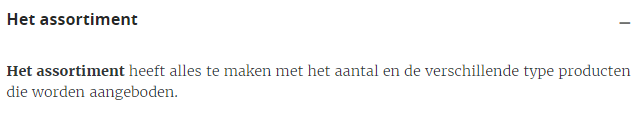 Het assortiment
Het assortiment heeft alles te maken met het aantal en de verschillende type producten
die worden aangeboden.